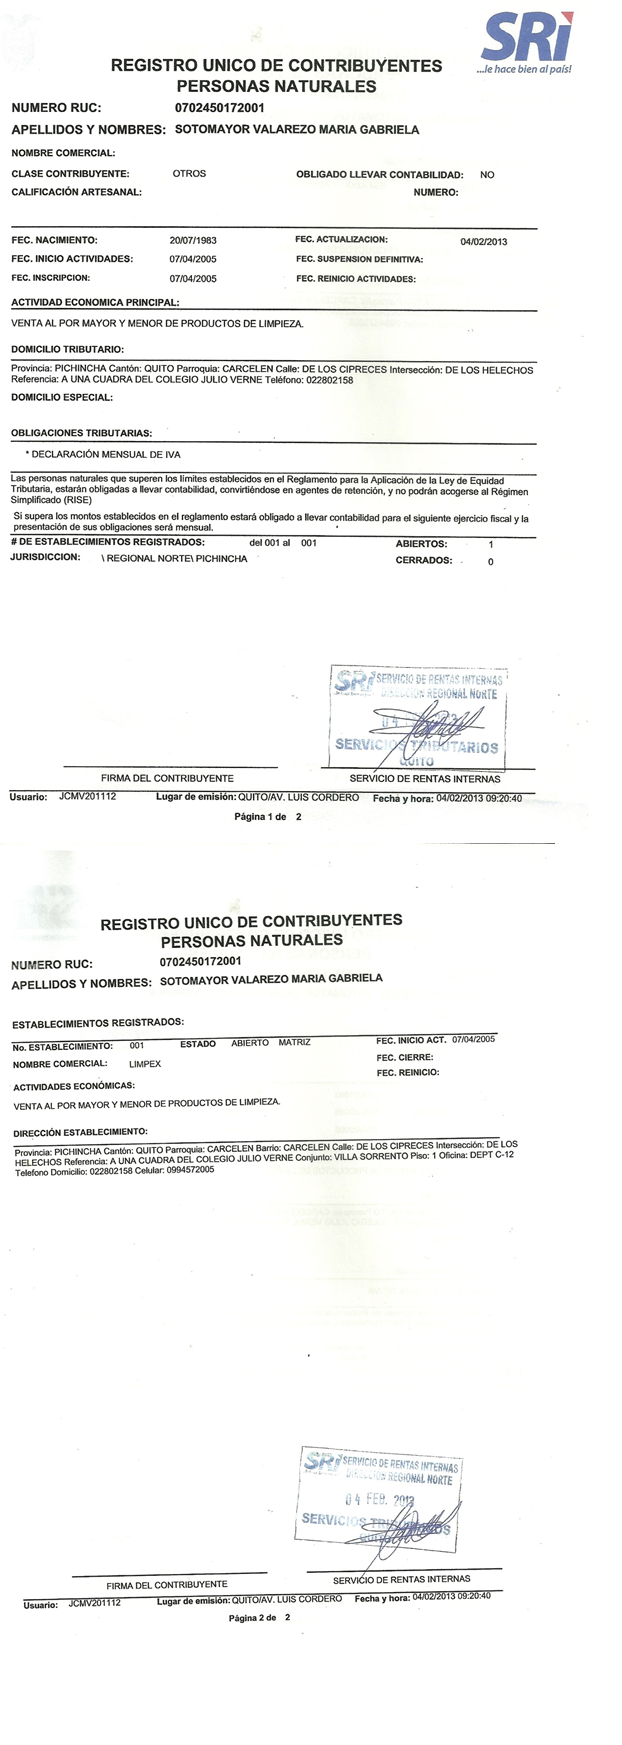 SRi
...le hace bien al país!
REGISTRO UNICO DE CONTRIBUYENTES
PERSONAS NATURALES
NUMERO RUC: 0702450172001
APELLIDOS Y NOMBRES: SOTOMAYOR VALAREZO MARIA GABRIELA
NOMBRE COMERCIAL:
CLASE CONTRIBUYENTE: OTROS OBLIGADO LLEVAR CONTABILIDAD: NO
CALIFICACIÓN ARTESANAL: NUMERO:
FEC. NACIMIENTO: 20/07/1983 FEC. ACTUALIZACION: 04/02/2013
FEC. INICIO ACTIVIDADES: 07/04/2005 FEC. SUSPENSION DEFINITIVA:
FEC. INSCRIPCION: 07/04/2005 FEC. REINICIO ACTIVIDADES:
ACTIVIDAD ECONOMICA PRINCIPAL:
VENTA AL POR MAYOR Y MENOR DE PRODUCTOS DE LIMPIEZA.
DOMICILIO TRIBUTARIO:
Provincia: PICHINCHA Cantón: QUITO Parroquia: CARCELEN Calle: DE LOS CIPRECES Intersección: DE LOS HELECHOS
Referencia: A UNA CUADRA DEL COLEGIO JULIO VERNE Teléfono: 022802158
DOMICILIO ESPECIAL:
OBLIGACIONES TRIBUTARIAS:
* DECLARACIÓN MENSUAL DE IVA
Las personas naturales que superen los límites establecidos en el Reglamento para la Aplicación de la Ley de Equidad
Tributaria, estarán obligadas a llevar contabilidad, convirtiéndose en agentes de retención, y no podrán acogerse al Régimen
Simplificado (RISE)
Si supera los montos establecidos en el reglamento estará obligado a llevar contabilidad para el siguiente ejercicio fiscal y la
presentación de sus obligaciones será mensual.
# DE ESTABLECIMIENTOS REGISTRADOS: del 001 al 001 ABIERTOS: 1
JURISDICCION: \ REGIONAL NORTE\ PICHINCHA CERRADOS: 0
SRi SERVICIO DE RENTAS INTERNAS
DIRECCION REGIONAL NORTE
SERVICIOS TRIBUTARIOS
QUITO
FIRMA DEL CONTRIBUYENTE SERVICIO DE RENTAS INTERNAS
Usuario: JCMV201112 Lugar de emisión: QUITO/AV. LUIS CORDERO Fecha y hora: 04/02/2013 09:20:40
Página 1 de 2
REGISTRO UNICO DE CONTRIBUYENTES
PERSONAS NATURALES
NUMERO RUC: 0702450172001
APELLIDOS Y NOMBRES: SOTOMAYOR VALAREZO MARIA GABRIELA
ESTABLECIMIENTOS REGISTRADOS:
No. ESTABLECIMIENTO: 001 ESTADO ABIERTO MATRIZ FEC. INICIO ACT. 07/04/2005
NOMBRE COMERCIAL: LIMPEX FEC. CIERRE:
FEC. REINICIO:
ACTIVIDADES ECONÓMICAS:
VENTA AL POR MAYOR Y MENOR DE PRODUCTOS DE LIMPIEZA.
DIRECCIÓN ESTABLECIMIENTO:
Provincia: PICHINCHA Cantón: QUITO Parroquia: CARCELEN Barrio: CARCELEN Calle: DE LOS CIPRECES Intersección: DE LOS
HELECHOS Referencia: A UNA CUADRA DEL COLEGIO JULIO VERNE Conjunto: VILLA SORRENTO Piso: 1 Oficina: DEPT C-12
Telefono Domicilio: 022802158 Celular: 0994572005
SRi SERVICIO DE RENTAS INTERNAS
DIRECCION REGIONAL NORTE
04 FEB. 2013
SERVICIOS TRIBUTARIOS
FIRMA DEL CONTRIBUYENTE SERVICIO DE RENTAS INTERNAS
Usuario: JCMV201112 Lugar de emisión: QUITO/AV. LUIS CORDERO Fecha y hora: 04/02/2013 09:20:40
Página 2 de 2